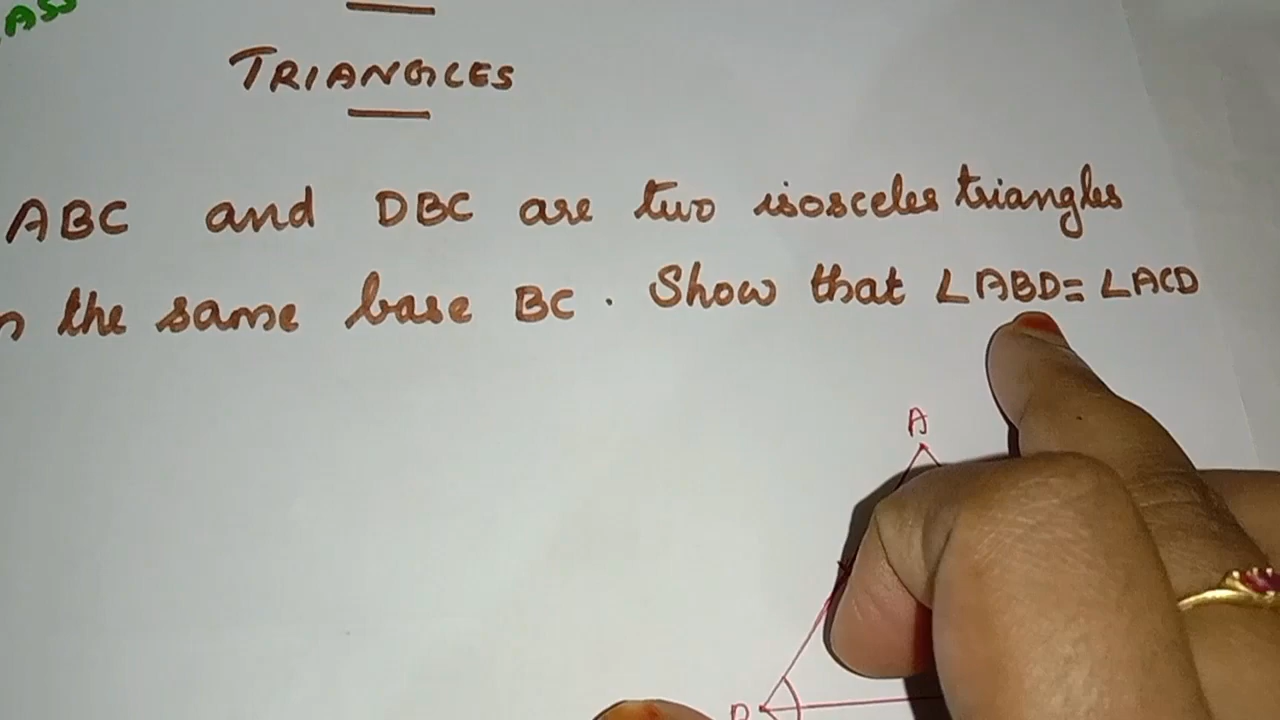 TRIANGLES
ABC and DBC are two isosceles triangles
the same base BC. Show that ∠ABD = ∠ACD
A